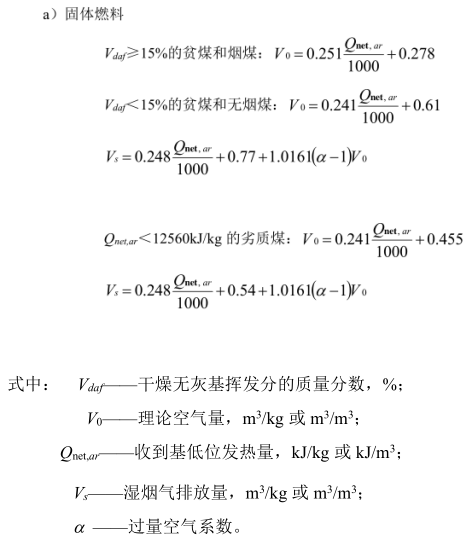 a）固体燃料
V_daf≥15%的贫煤和烟煤：V_0 = 0.251 Q_net, ar/1000 + 0.278
V_daf＜15%的贫煤和无烟煤：V_0 = 0.241 Q_net, ar/1000 + 0.61
V_s = 0.248 Q_net, ar/1000 + 0.77 + 1.0161(α − 1)V_0
Q_net,ar＜12560kJ/kg 的劣质煤：V_0 = 0.241 Q_net, ar/1000 + 0.455
V_s = 0.248 Q_net, ar/1000 + 0.54 + 1.0161(α − 1)V_0
式中： V_daf——干燥无灰基挥发分的质量分数，%；
V_0——理论空气量，m³/kg 或 m³/m³；
Q_net,ar——收到基低位发热量，kJ/kg 或 kJ/m³；
V_s——湿烟气排放量，m³/kg 或 m³/m³；
α ——过量空气系数。